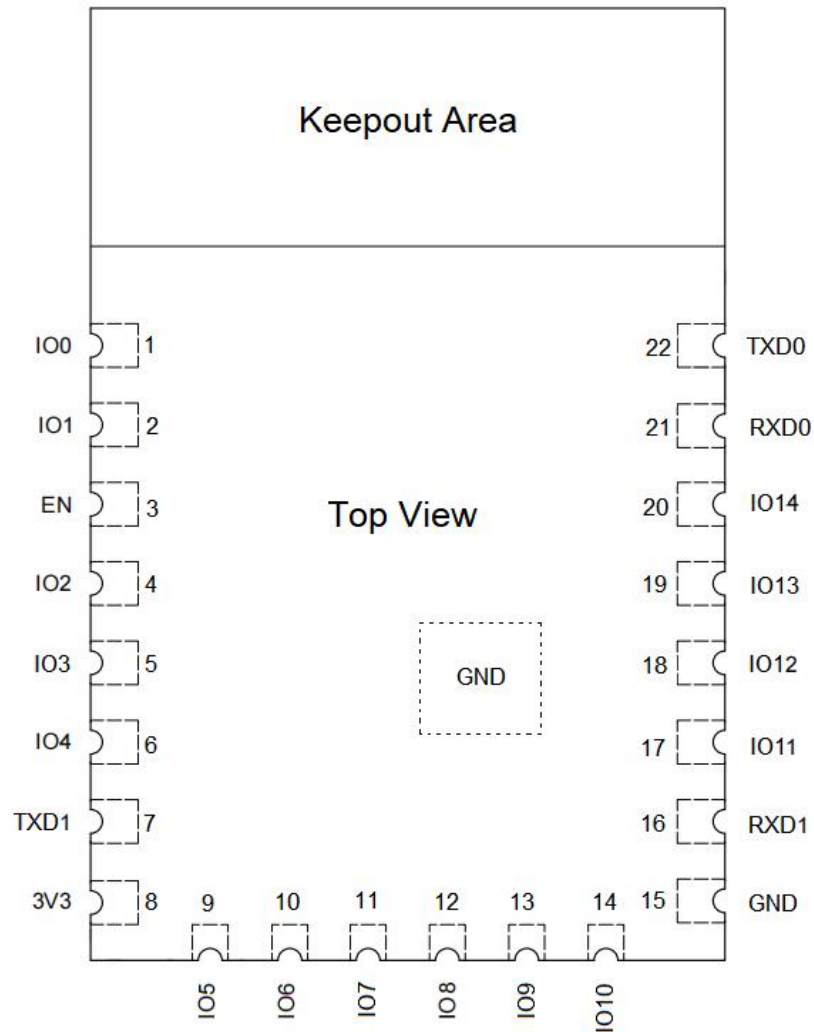 Keepout Area
IO0 1 22 TXD0
IO1 2 21 RXD0
EN 3 20 IO14
Top View
IO2 4 19 IO13
IO3 5 18 IO12
GND
IO4 6 17 IO11
TXD1 7 16 RXD1
3V3 8 9 10 11 12 13 14 15 GND
IO5 IO6 IO7 IO8 IO9 IO10